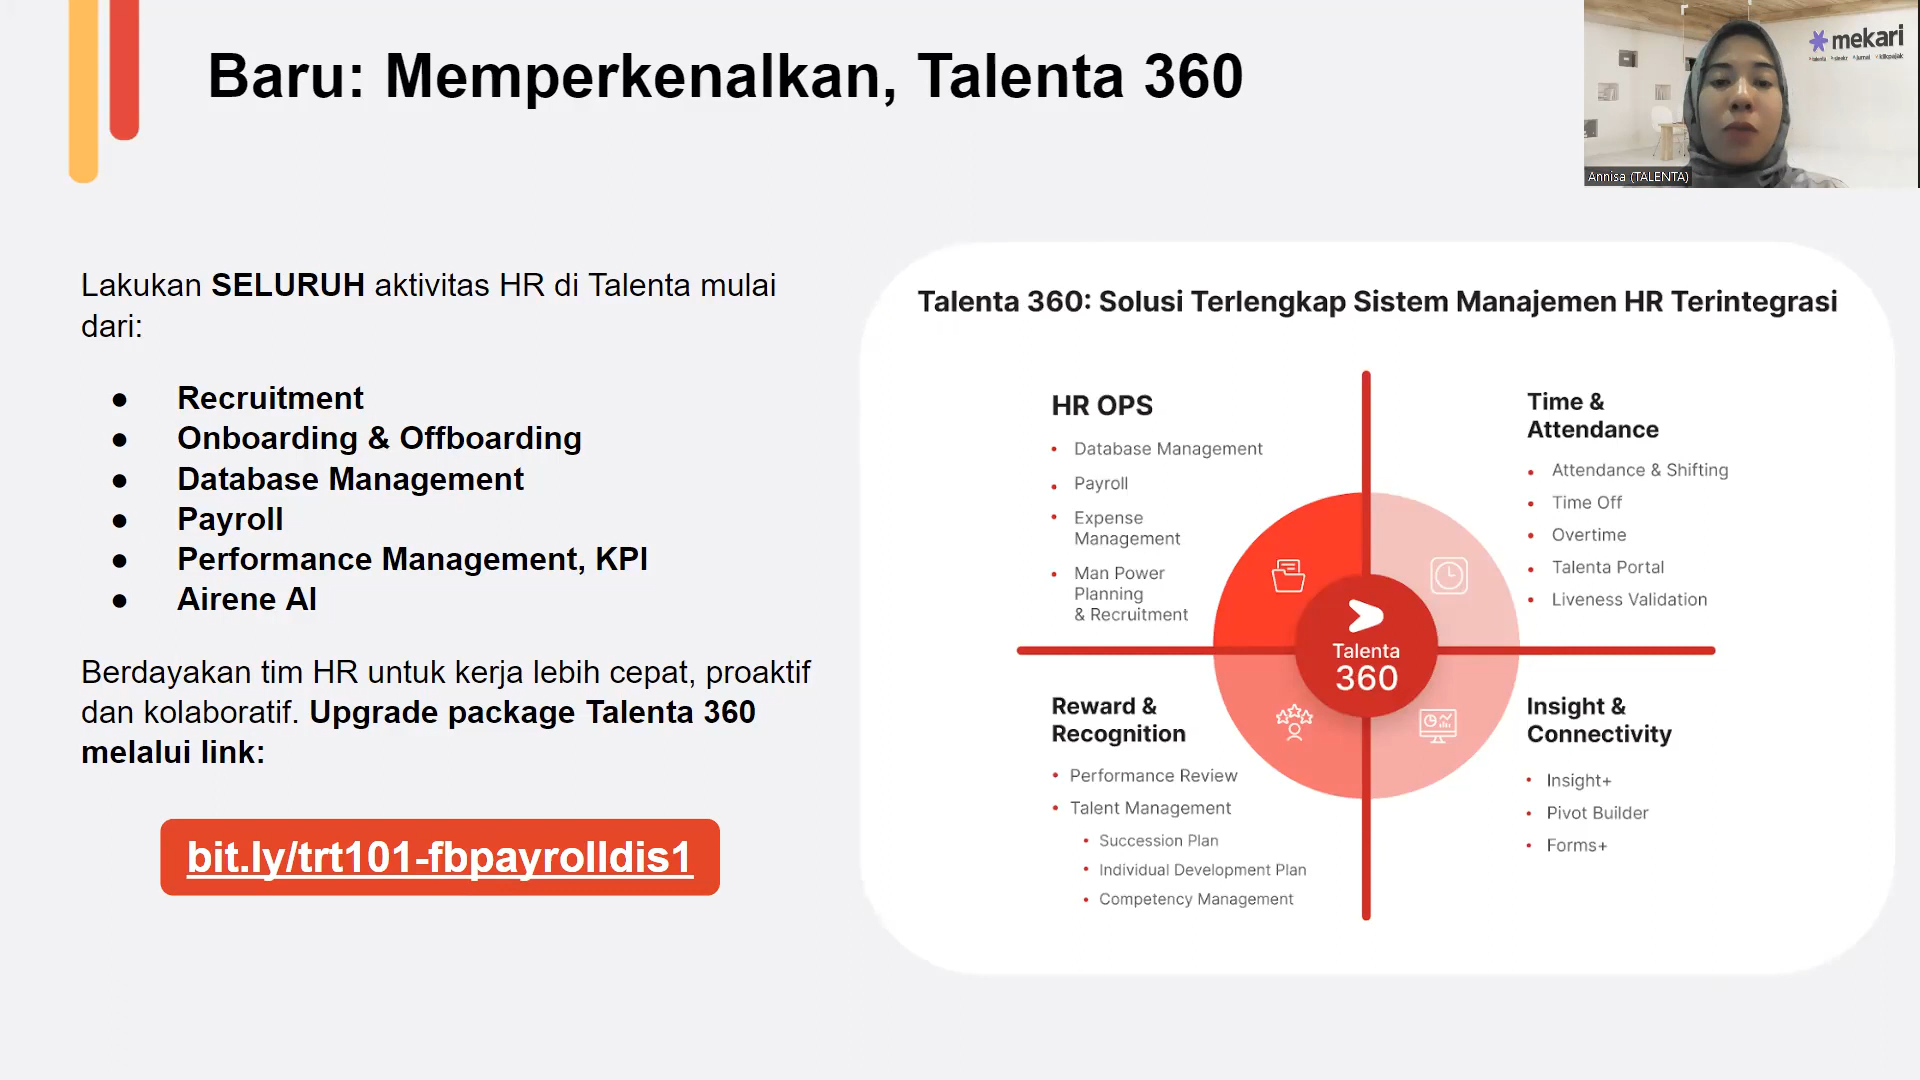 Baru: Memperkenalkan, Talenta 360
mekari
Annisa (TALENTA)
Lakukan SELURUH aktivitas HR di Talenta mulai
dari:
● Recruitment
● Onboarding & Offboarding
● Database Management
● Payroll
● Performance Management, KPI
● Airene AI
Berdayakan tim HR untuk kerja lebih cepat, proaktif
dan kolaboratif. Upgrade package Talenta 360
melalui link:
bit.ly/trt101-fbpayrolldis1
Talenta 360: Solusi Terlengkap Sistem Manajemen HR Terintegrasi
HR OPS
• Database Management
• Payroll
• Expense
Management
• Man Power
Planning
& Recruitment
Time &
Attendance
• Attendance & Shifting
• Time Off
• Overtime
• Talenta Portal
• Liveness Validation
Talenta
360
Reward &
Recognition
• Performance Review
• Talent Management
• Succession Plan
• Individual Development Plan
• Competency Management
Insight &
Connectivity
• Insight+
• Pivot Builder
• Forms+